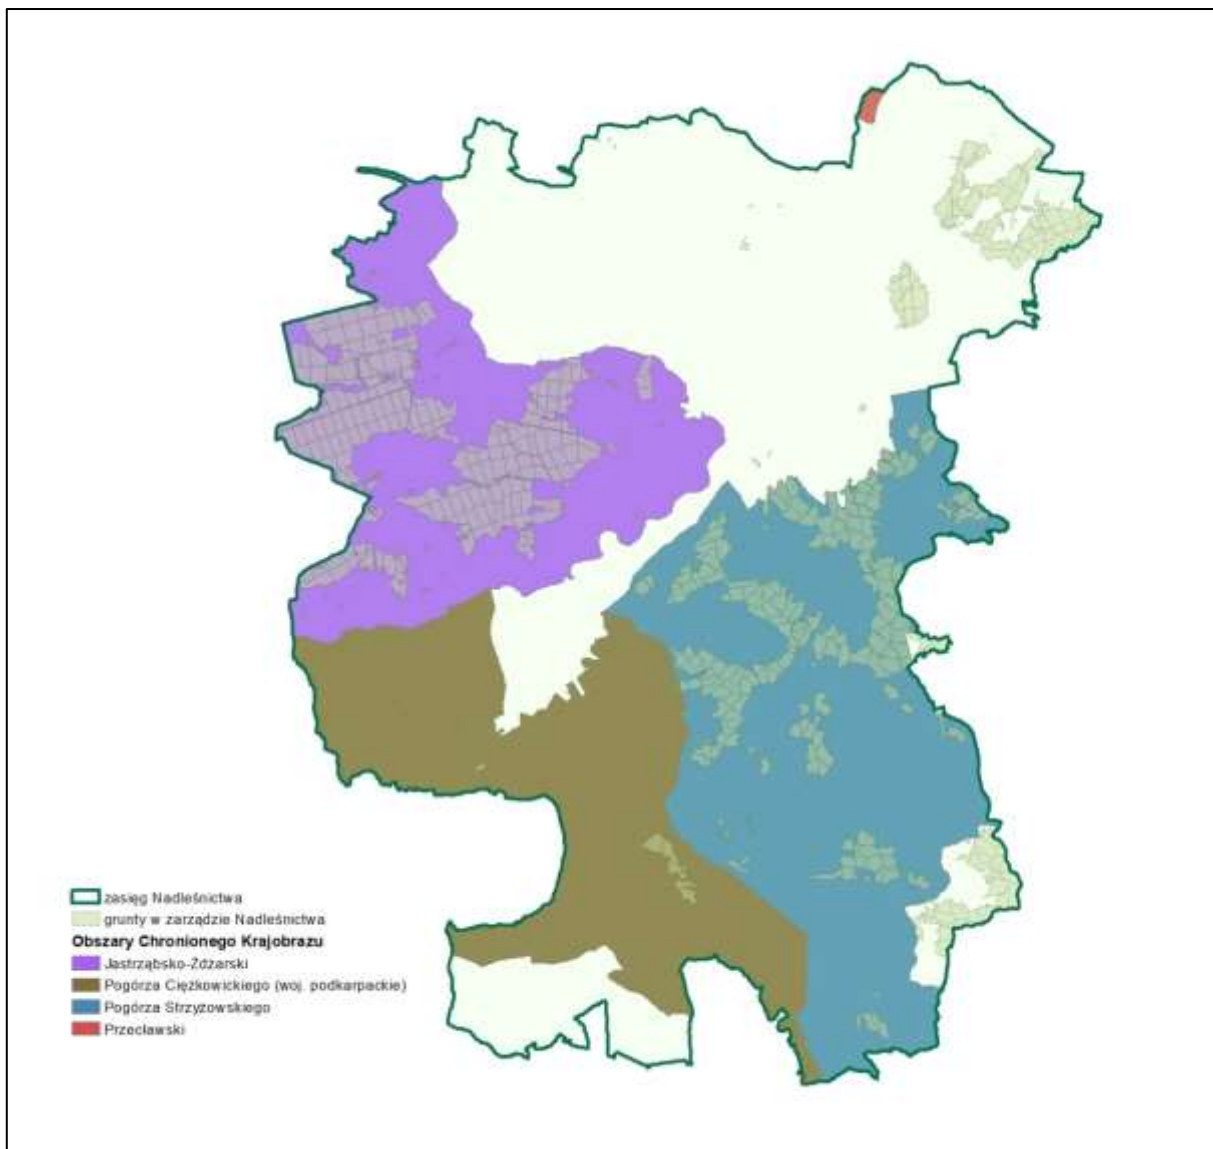 zasięg Nadleśnictwa
grunty w zarządzie Nadleśnictwa
Obszary Chronionego Krajobrazu
Jastrząbsko-Żdżarski
Pogórza Ciężkowickiego (woj. podkarpackie)
Pogórza Strzyżowskiego
Przecławski